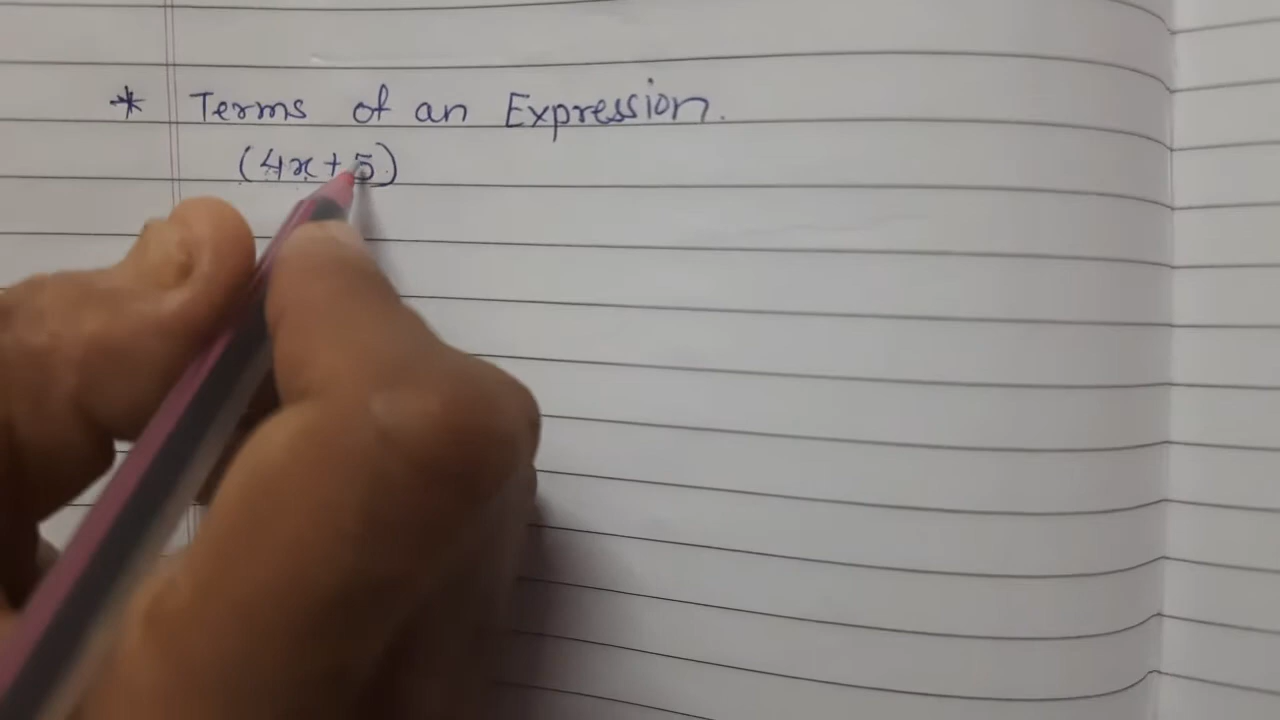 * Terms of an Expression.
(4x+5)